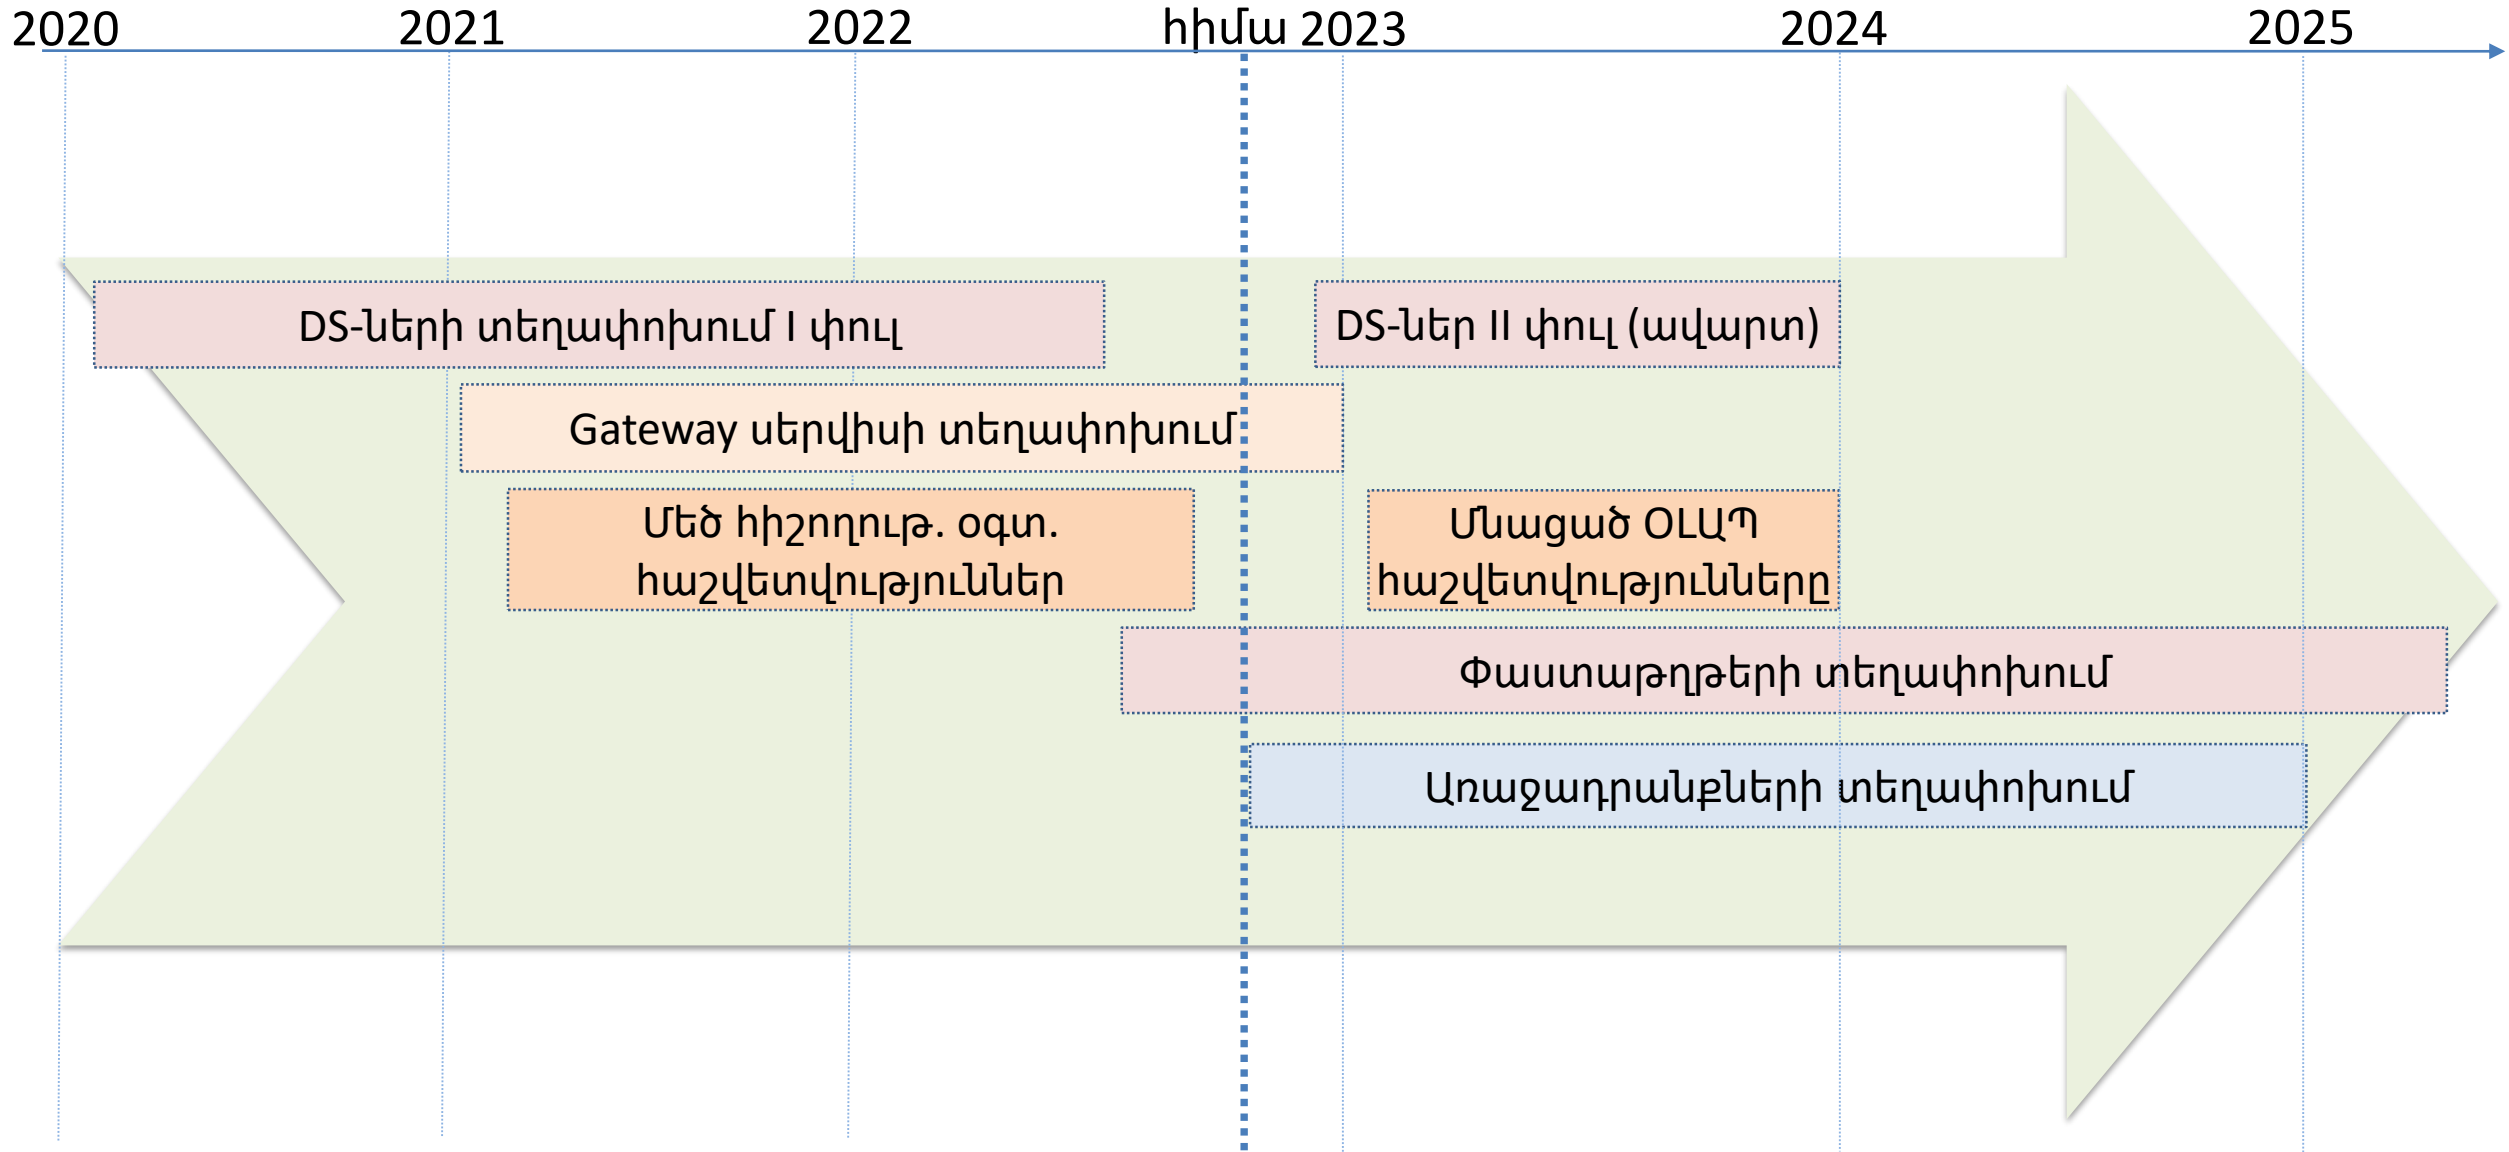 2020 2021 2022 հիմա 2023 2024 2025
DS-ների տեղափոխում I փուլ
DS-ներ II փուլ (ավարտ)
Gateway սերվիսի տեղափոխում
Մեծ հիշողութ. օգտ.
հաշվետվություններ
Մնացած ՕԼԱՊ
հաշվետվությունները
Փաստաթղթերի տեղափոխում
Առաջադրանքների տեղափոխում